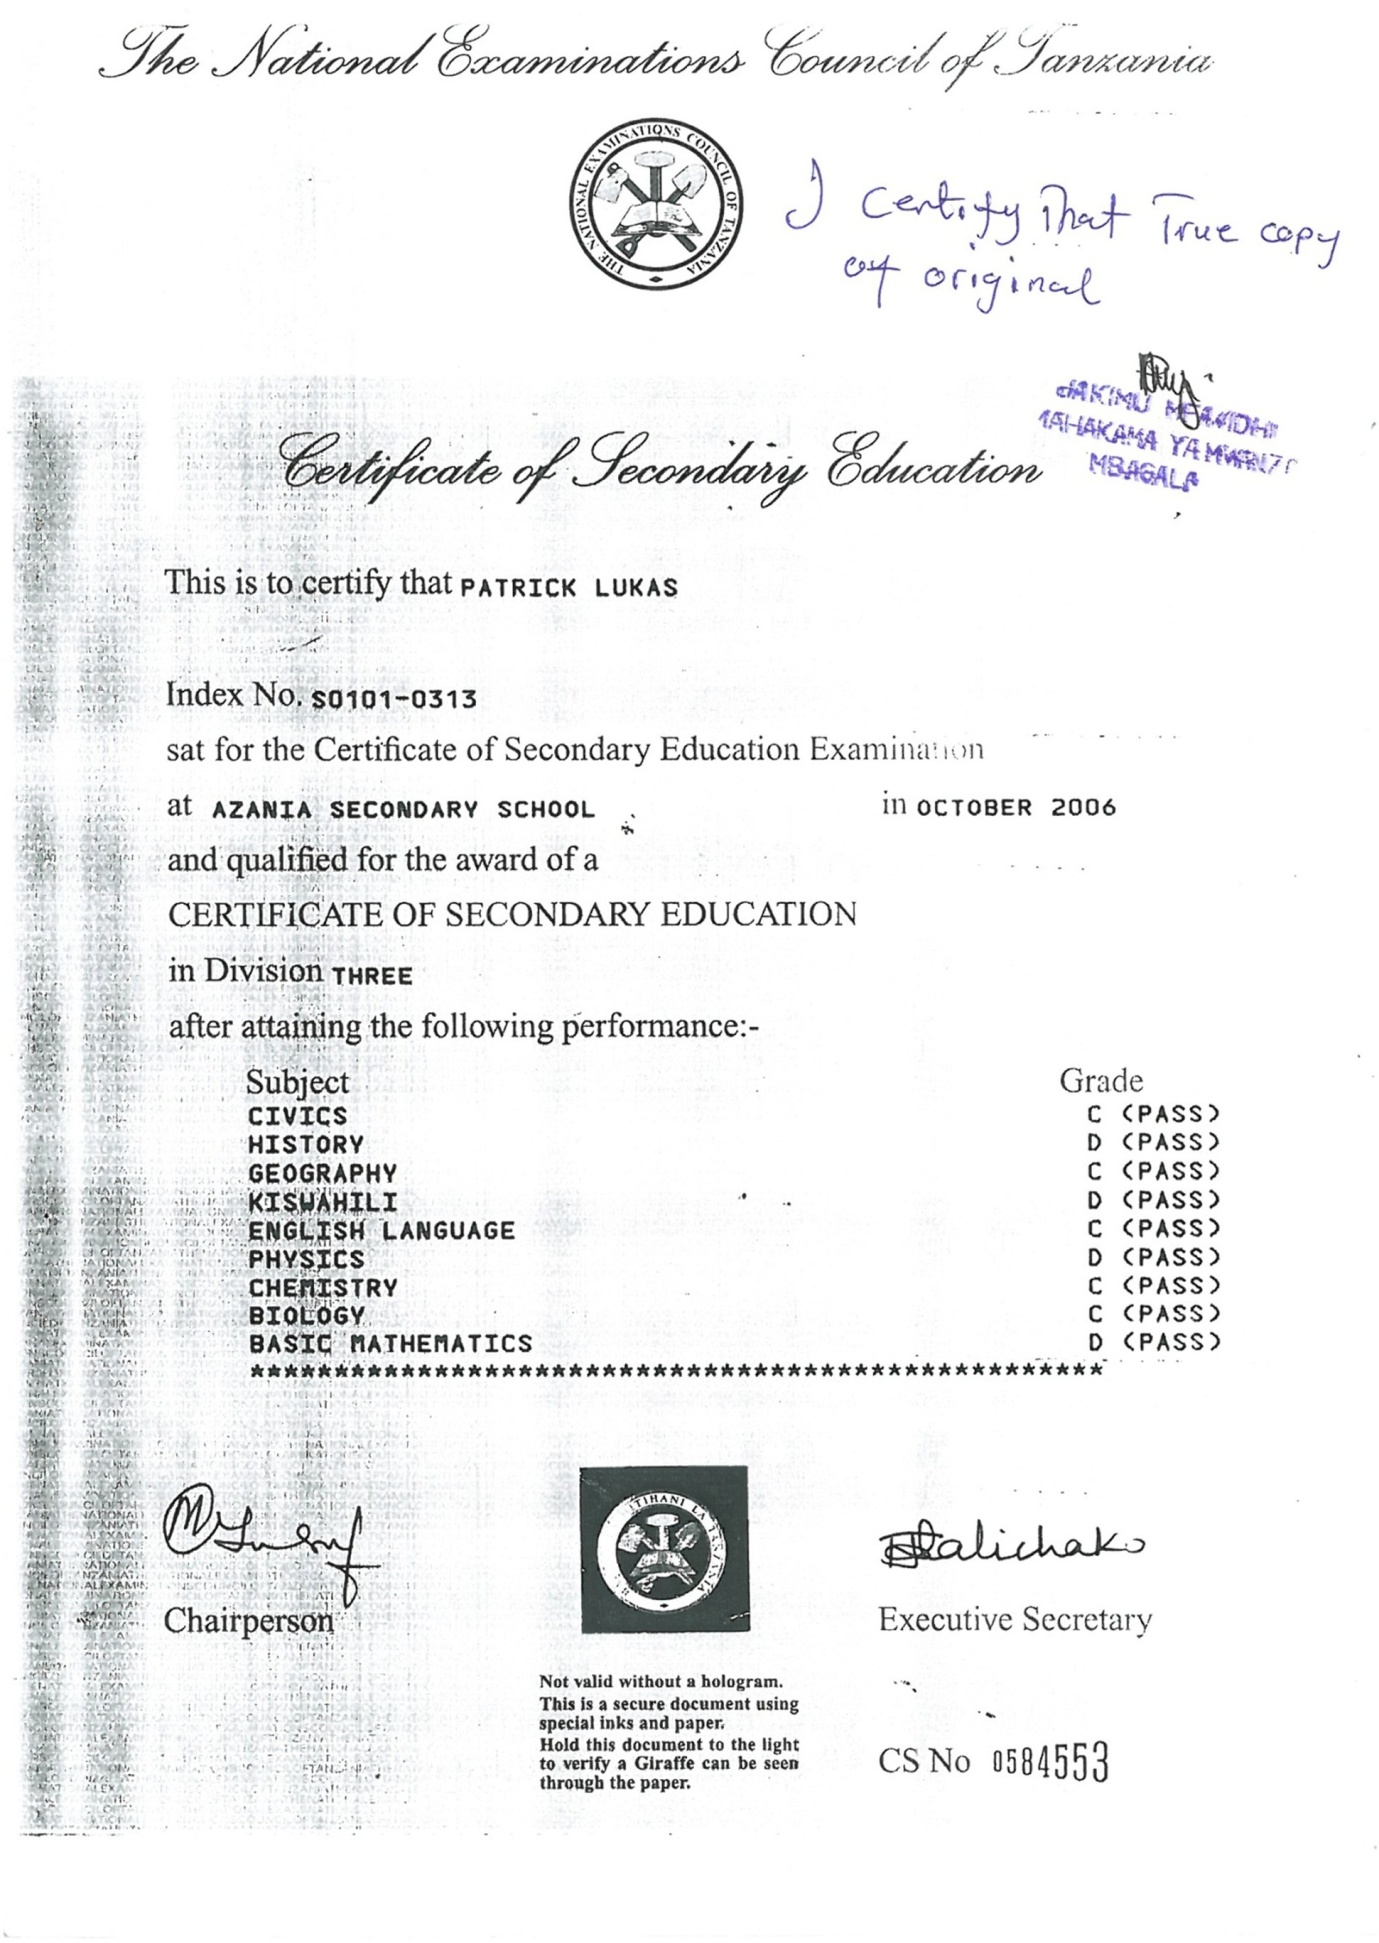 The National Examinations Council of Tanzania
THE NATIONAL EXAMINATIONS COUNCIL OF TANZANIA
I certify that True copy
of original
MAHAKAMA YA MWANZO
MBAGALA
Certificate of Secondary Education
This is to certify that PATRICK LUKAS
Index No. S0101-0313
sat for the Certificate of Secondary Education Examination
at AZANIA SECONDARY SCHOOL in OCTOBER 2006
and qualified for the award of a
CERTIFICATE OF SECONDARY EDUCATION
in Division THREE
after attaining the following performance:-
Subject Grade
CIVICS C (PASS)
HISTORY D (PASS)
GEOGRAPHY C (PASS)
KISWAHILI D (PASS)
ENGLISH LANGUAGE C (PASS)
PHYSICS D (PASS)
CHEMISTRY C (PASS)
BIOLOGY C (PASS)
BASIC MATHEMATICS D (PASS)
***************************************************
ITIHANI LA TANZANIA
Chairperson
Executive Secretary
Not valid without a hologram.
This is a secure document using
special inks and paper.
Hold this document to the light
to verify a Giraffe can be seen
through the paper.
CS No 0584553